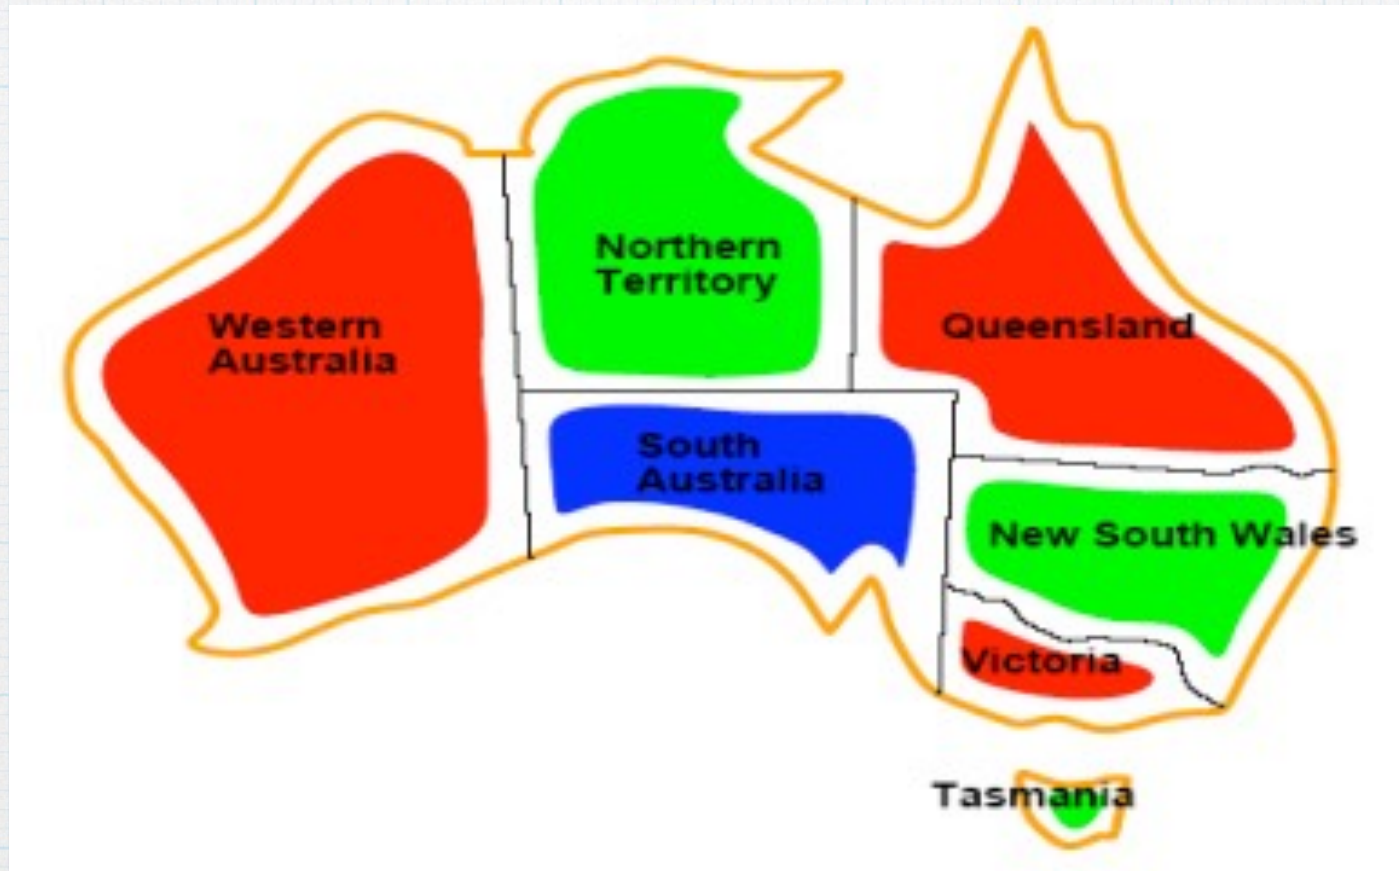 Northern
Territory
Western
Australia
Queensland
South
Australia
New South Wales
Victoria
Tasmania